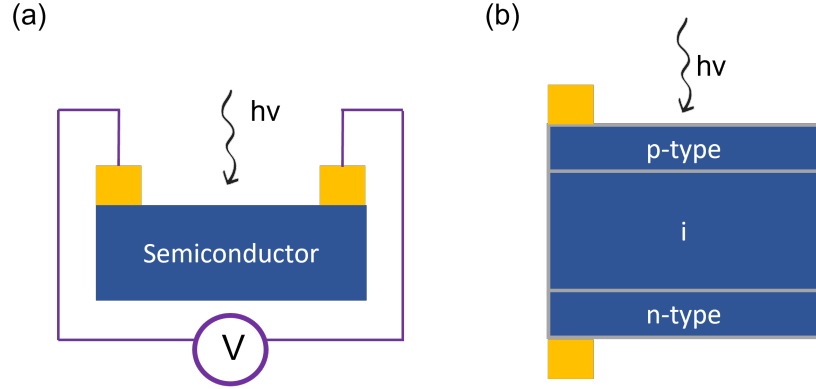 (a)
hv
Semiconductor
V
(b)
hv
p-type
i
n-type